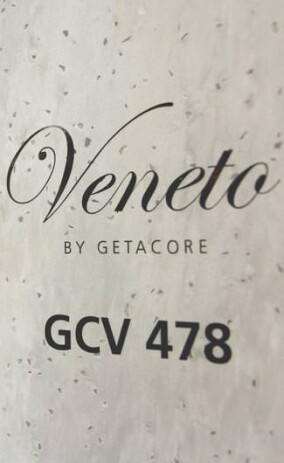 Veneto
BY GETACORE
GCV 478